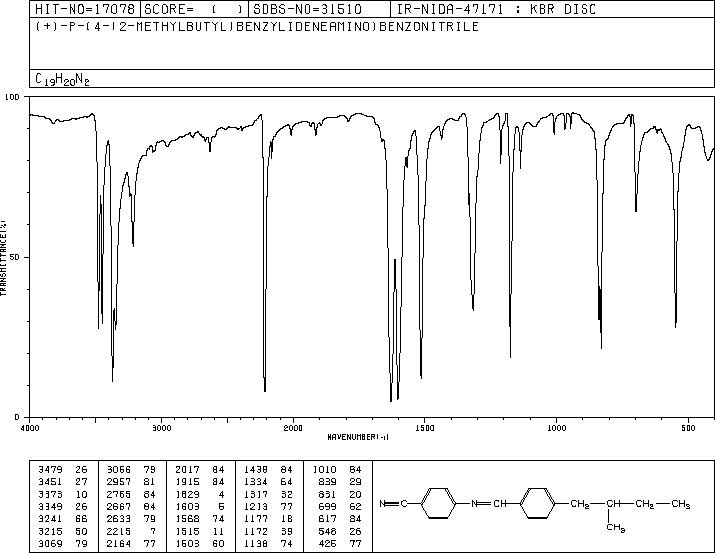 HIT-NO=17078 SCORE= ( ) SDBS-NO=31510 IR-NIDA-47171 : KBR DISC
(+)-P-(4-(2-METHYLBUTYL)BENZYLIDENEAMINO)BENZONITRILE
C19H20N2
100
50
0
TRANSMITTANCE(%)
4000 3000 2000 1500 1000 500
WAVENUMBER(-1)
3479 26 3066 79 2017 84 1438 84 1010 84
3451 27 2957 81 1915 84 1334 64 839 29
3373 10 2765 84 1629 4 1317 32 831 20
3349 26 2667 84 1603 5 1213 77 699 62
3241 66 2633 79 1568 74 1177 18 617 84
3215 50 2215 7 1515 11 1172 39 548 26
3069 79 2164 77 1503 60 1138 74 426 77
N C N CH CH2 CH CH2 CH3
CH3